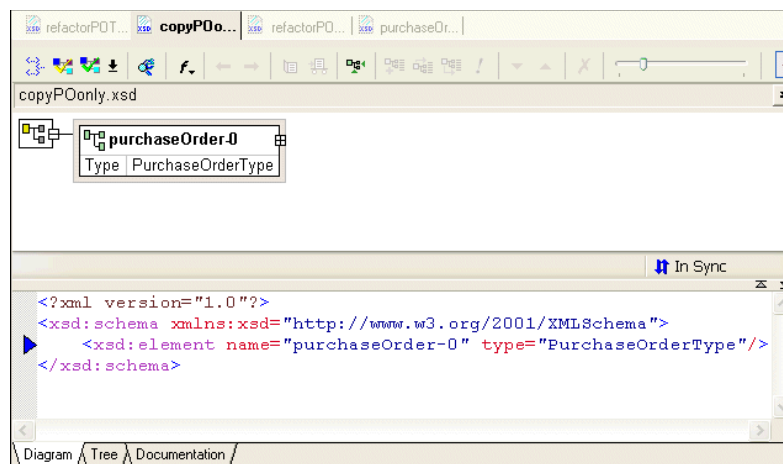 refactorPOT... copyPOo... refactorPO... purchaseOr...
copyPOonly.xsd
purchaseOrder-0
Type PurchaseOrderType
In Sync
<?xml version="1.0"?>
<xsd:schema xmlns:xsd="http://www.w3.org/2001/XMLSchema">
<xsd:element name="purchaseOrder-0" type="PurchaseOrderType"/>
</xsd:schema>
Diagram Tree Documentation